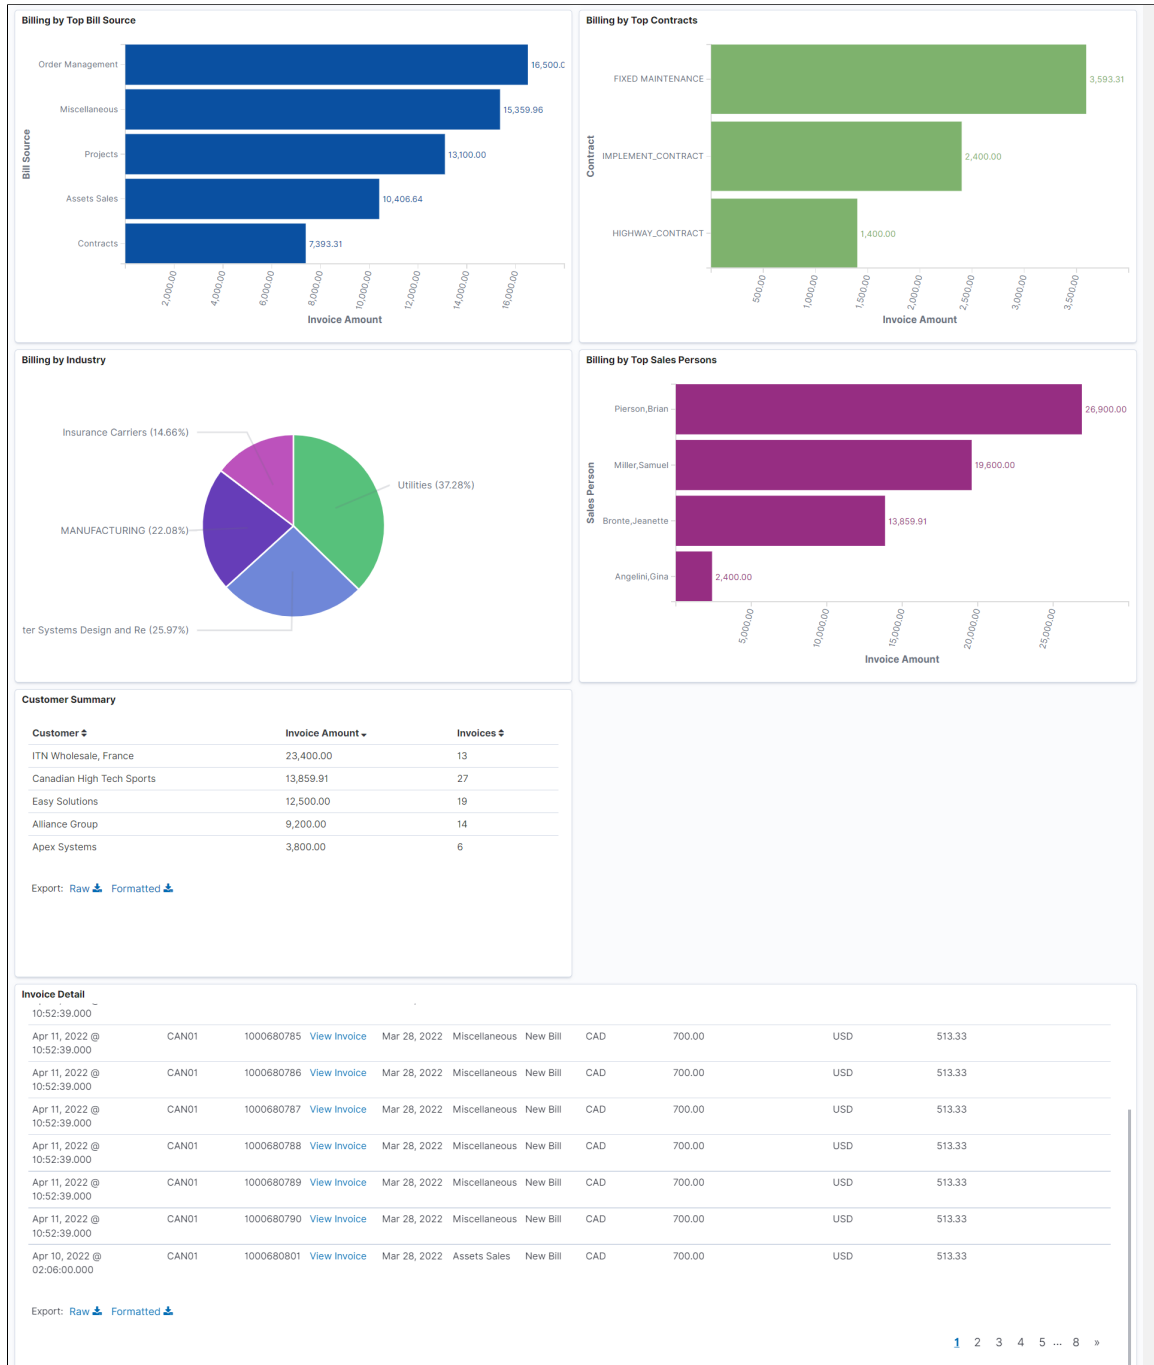 Billing by Top Bill Source
Bill Source
Order Management
16,500.0
Miscellaneous
15,359.96
Projects
13,100.00
Assets Sales
10,406.64
Contracts
7,393.31
2,000.00 4,000.00 6,000.00 8,000.00 10,000.00 12,000.00 14,000.00 16,000.00
Invoice Amount
Billing by Top Contracts
Contract
FIXED MAINTENANCE
3,593.31
IMPLEMENT_CONTRACT
2,400.00
HIGHWAY_CONTRACT
1,400.00
500.00 1,000.00 1,500.00 2,000.00 2,500.00 3,000.00 3,500.00
Invoice Amount
Billing by Industry
Insurance Carriers (14.66%)
Utilities (37.28%)
MANUFACTURING (22.08%)
ter Systems Design and Re (25.97%)
Billing by Top Sales Persons
Sales Person
Pierson,Brian
26,900.00
Miller,Samuel
19,600.00
Bronte,Jeanette
13,859.91
Angelini,Gina
2,400.00
5,000.00 10,000.00 15,000.00 20,000.00 25,000.00
Invoice Amount
Customer Summary
Customer Invoice Amount Invoices
ITN Wholesale, France 23,400.00 13
Canadian High Tech Sports 13,859.91 27
Easy Solutions 12,500.00 19
Alliance Group 9,200.00 14
Apex Systems 3,800.00 6
Export: Raw Formatted
Invoice Detail
10:52:39.000
Apr 11, 2022 @ CAN01 1000680785 View Invoice Mar 28, 2022 Miscellaneous New Bill CAD 700.00 USD 513.33
10:52:39.000
Apr 11, 2022 @ CAN01 1000680786 View Invoice Mar 28, 2022 Miscellaneous New Bill CAD 700.00 USD 513.33
10:52:39.000
Apr 11, 2022 @ CAN01 1000680787 View Invoice Mar 28, 2022 Miscellaneous New Bill CAD 700.00 USD 513.33
10:52:39.000
Apr 11, 2022 @ CAN01 1000680788 View Invoice Mar 28, 2022 Miscellaneous New Bill CAD 700.00 USD 513.33
10:52:39.000
Apr 11, 2022 @ CAN01 1000680789 View Invoice Mar 28, 2022 Miscellaneous New Bill CAD 700.00 USD 513.33
10:52:39.000
Apr 11, 2022 @ CAN01 1000680790 View Invoice Mar 28, 2022 Miscellaneous New Bill CAD 700.00 USD 513.33
10:52:39.000
Apr 10, 2022 @ CAN01 1000680801 View Invoice Mar 28, 2022 Assets Sales New Bill CAD 700.00 USD 513.33
02:06:00.000
Export: Raw Formatted
1 2 3 4 5 ... 8 »